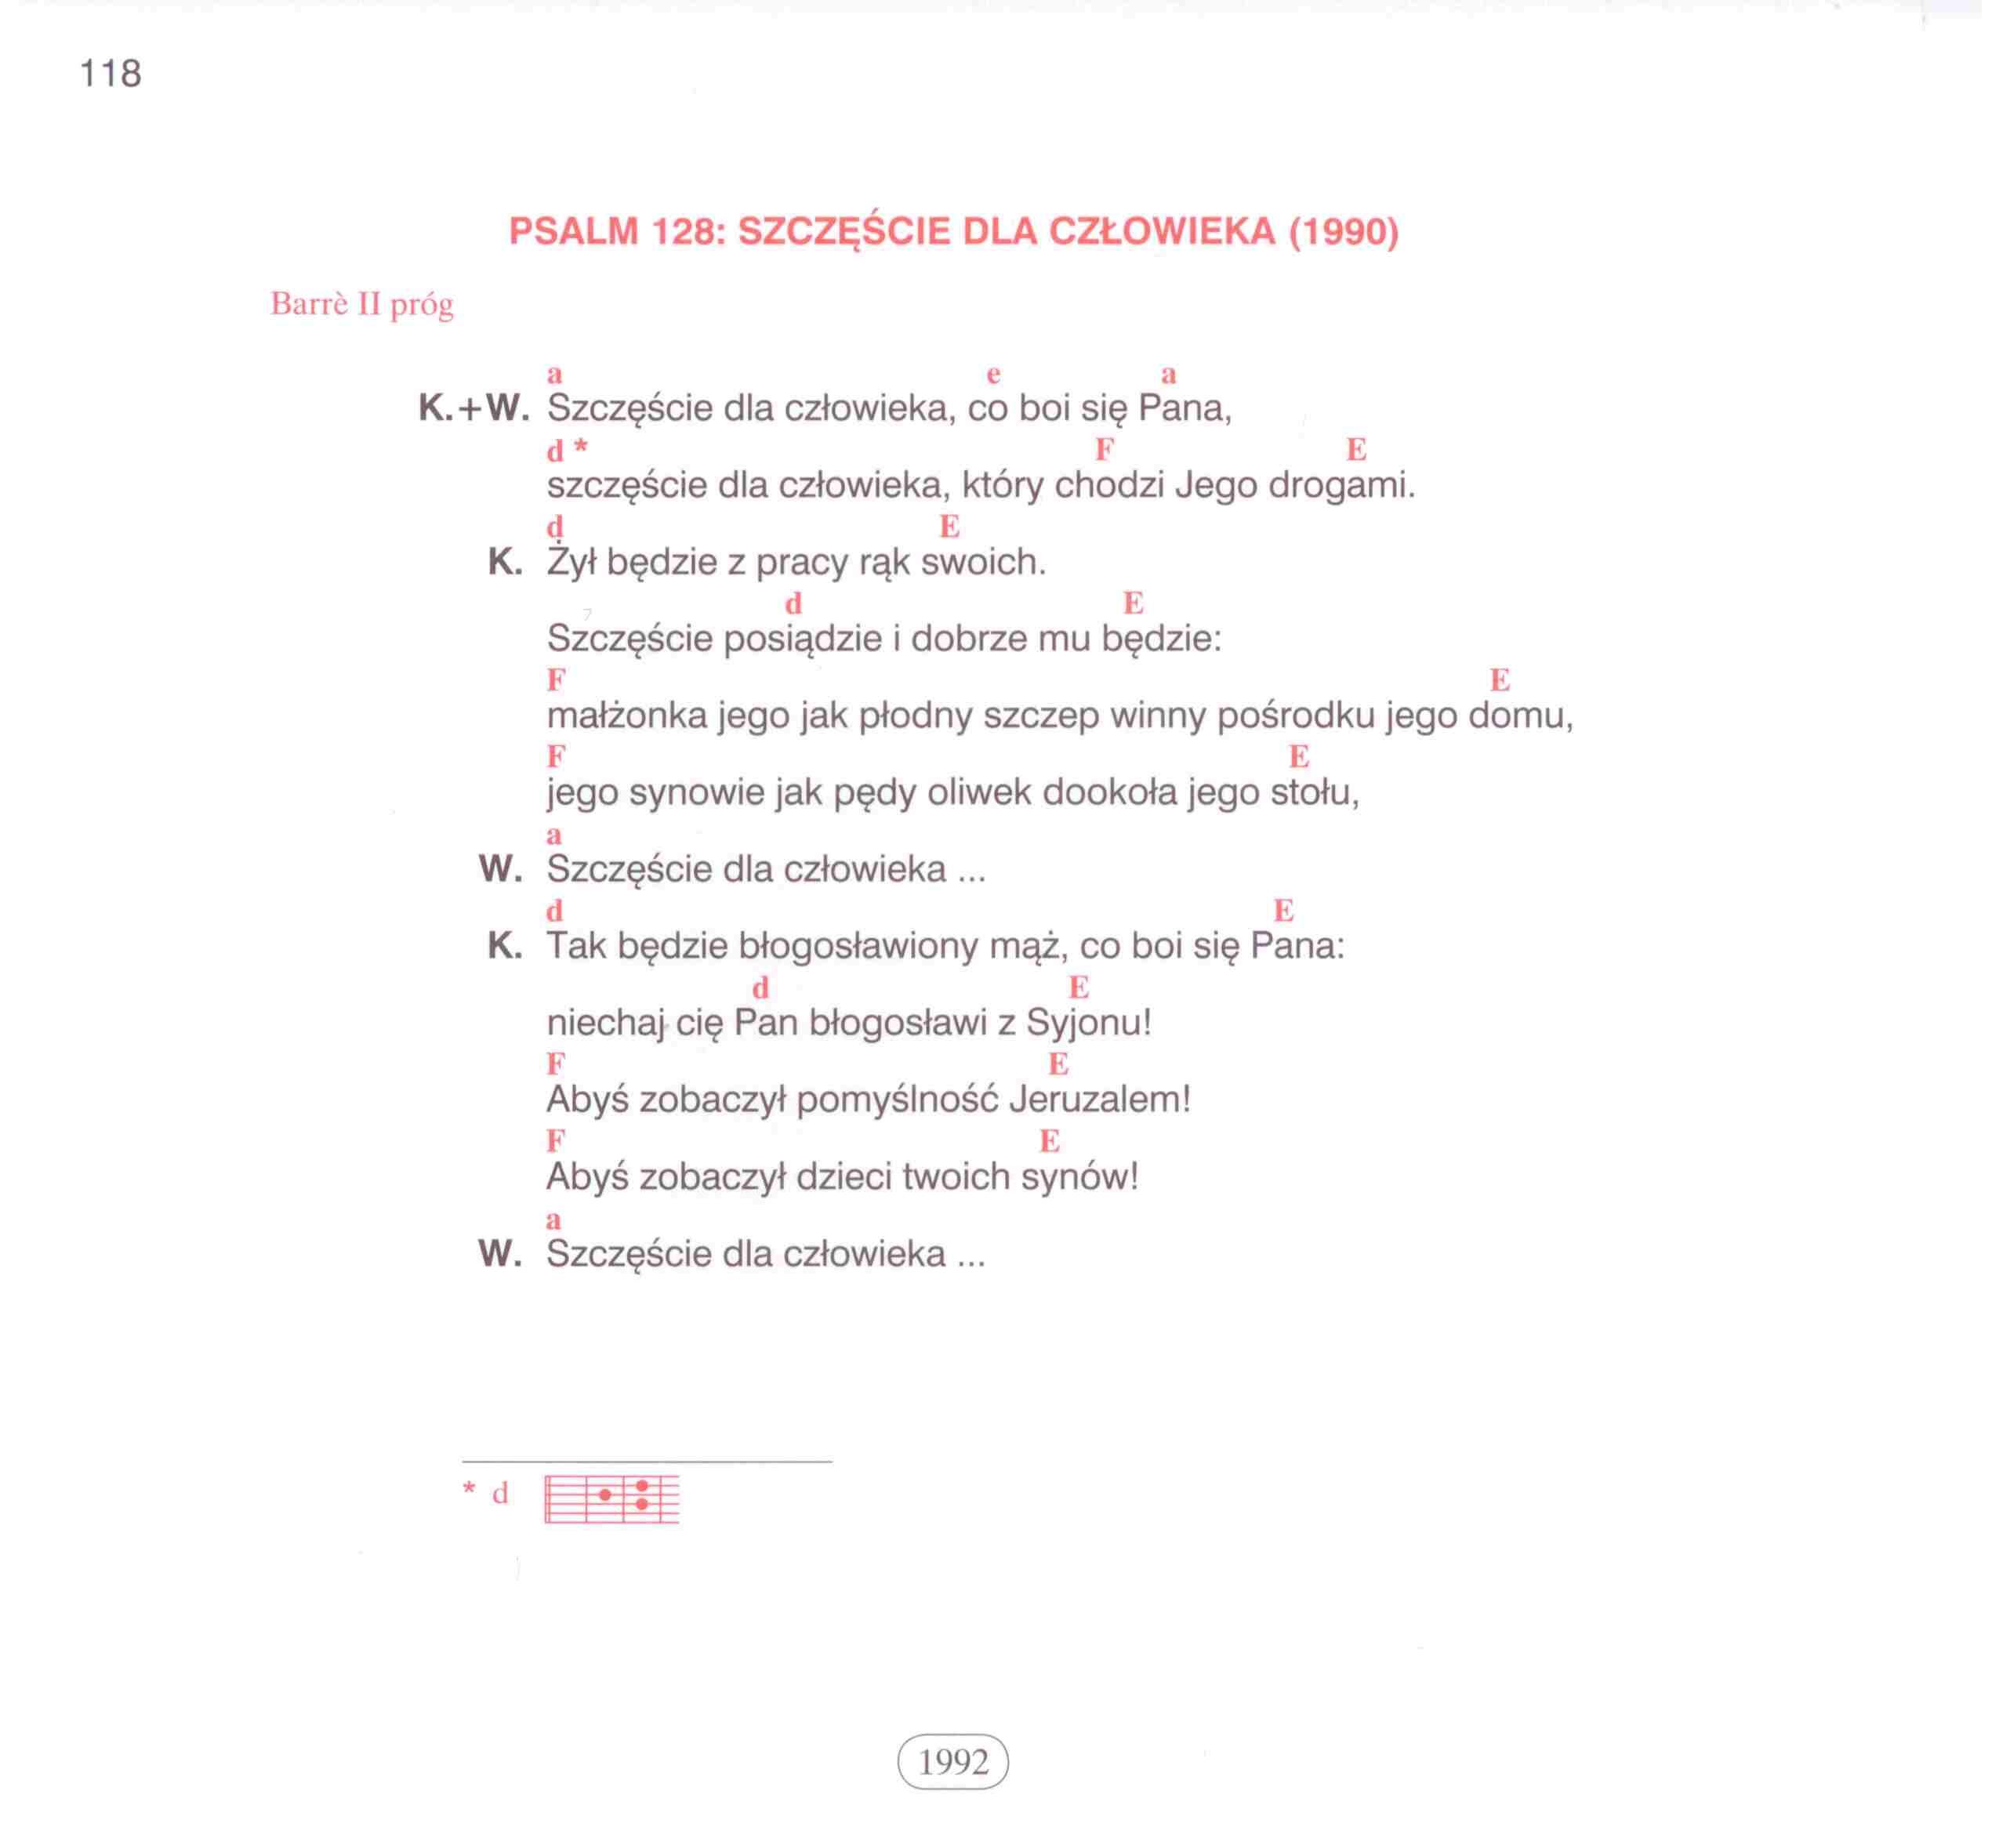 118
PSALM 128: SZCZĘŚCIE DLA CZŁOWIEKA (1990)
Barrè II próg
a e a
K.+W. Szczęście dla człowieka, co boi się Pana,
d * F E
szczęście dla człowieka, który chodzi Jego drogami.
d E
K. Żył będzie z pracy rąk swoich.
d E
Szczęście posiądzie i dobrze mu będzie:
F E
małżonka jego jak płodny szczep winny pośrodku jego domu,
F E
jego synowie jak pędy oliwek dookoła jego stołu,
a
W. Szczęście dla człowieka ...
d E
K. Tak będzie błogosławiony mąż, co boi się Pana:
d E
niechaj cię Pan błogosławi z Syjonu!
F E
Abyś zobaczył pomyślność Jeruzalem!
F E
Abyś zobaczył dzieci twoich synów!
a
W. Szczęście dla człowieka ...
* d
1992